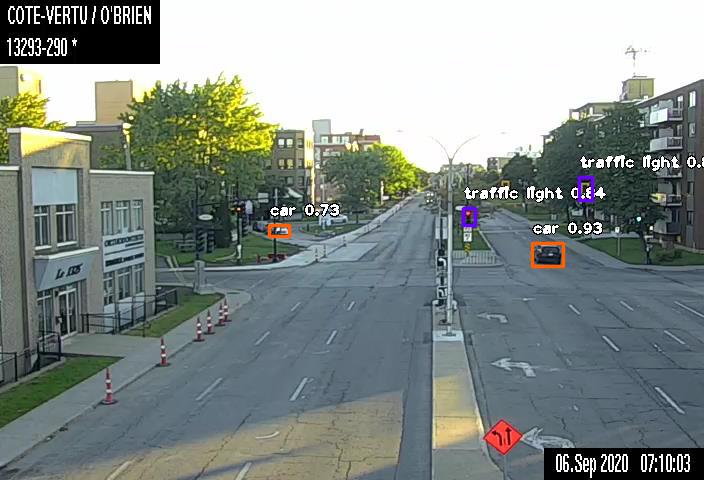 COTE-VERTU / O'BRIEN
13293-290 *
traffic light 0.8
traffic light 0.64
car 0.73
car 0.93
06.Sep 2020 07:10:03